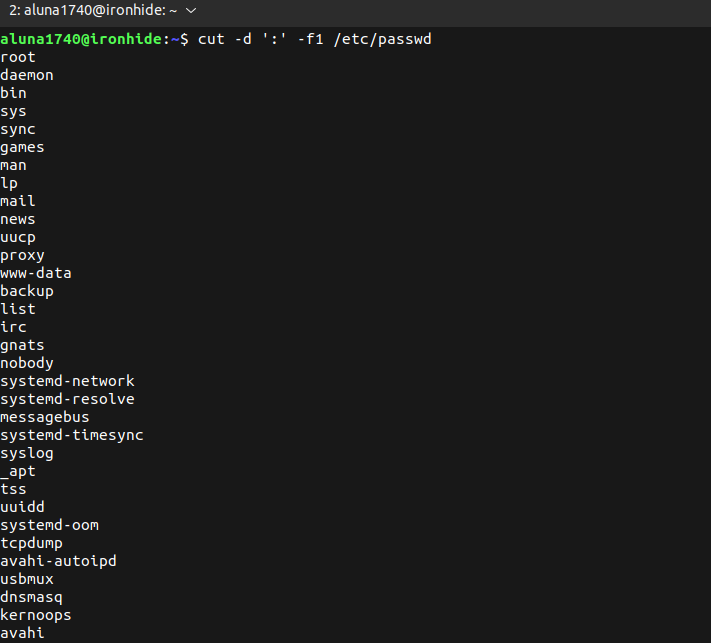 2: aluna1740@ironhide: ~
aluna1740@ironhide:~$ cut -d ':' -f1 /etc/passwd
root
daemon
bin
sys
sync
games
man
lp
mail
news
uucp
proxy
www-data
backup
list
irc
gnats
nobody
systemd-network
systemd-resolve
messagebus
systemd-timesync
syslog
_apt
tss
uuidd
systemd-oom
tcpdump
avahi-autoipd
usbmux
dnsmasq
kernoops
avahi